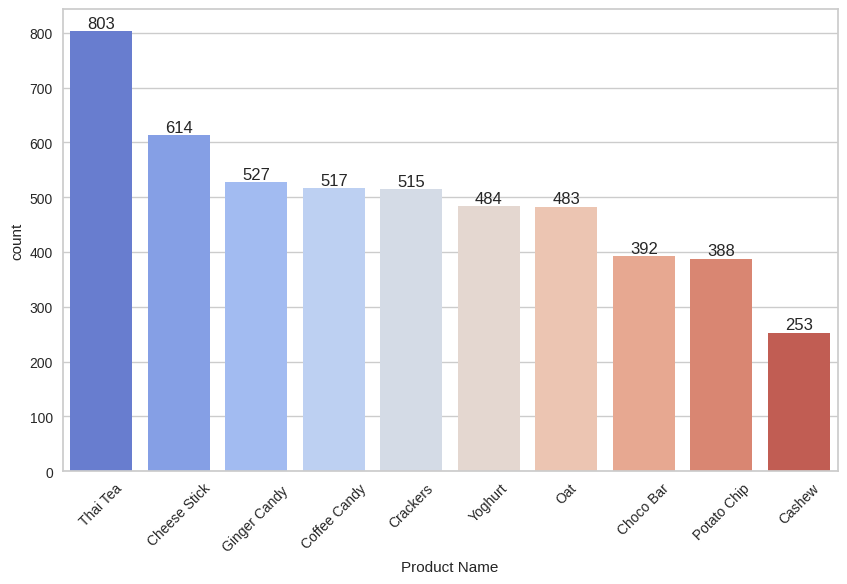 803
614
527
517
515
484
483
392
388
253
800
700
600
500
400
300
200
100
0
count
Thai Tea
Cheese Stick
Ginger Candy
Coffee Candy
Crackers
Yoghurt
Oat
Choco Bar
Potato Chip
Cashew
Product Name